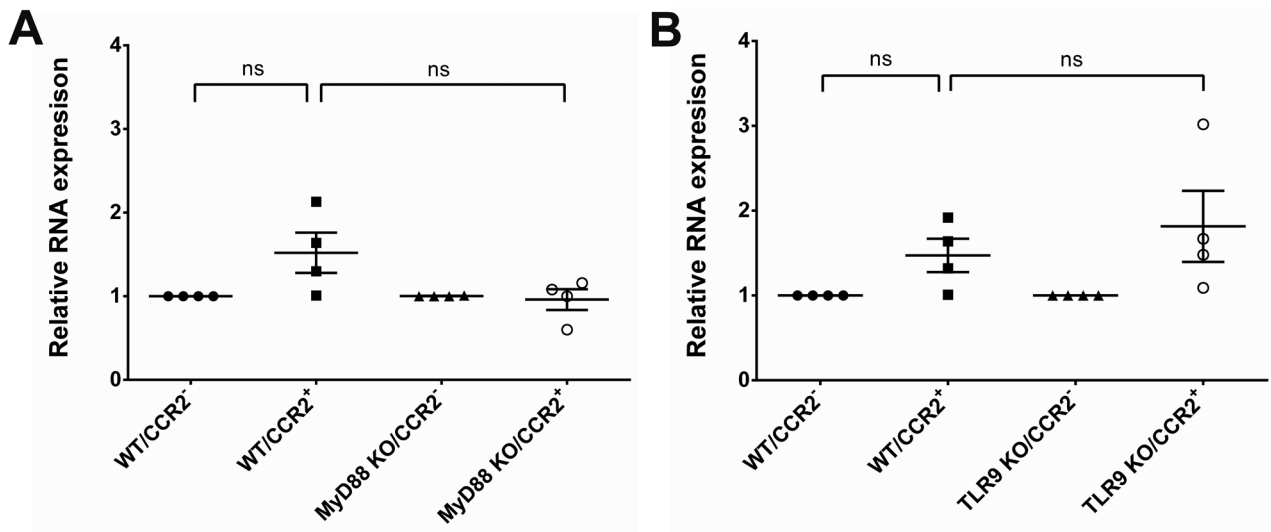 A
Relative RNA expresison
4
3
2
1
0
ns
ns
WT/CCR2⁻
WT/CCR2⁺
MyD88 KO/CCR2⁻
MyD88 KO/CCR2⁺
B
Relative RNA expresison
4
3
2
1
0
ns
ns
WT/CCR2⁻
WT/CCR2⁺
TLR9 KO/CCR2⁻
TLR9 KO/CCR2⁺